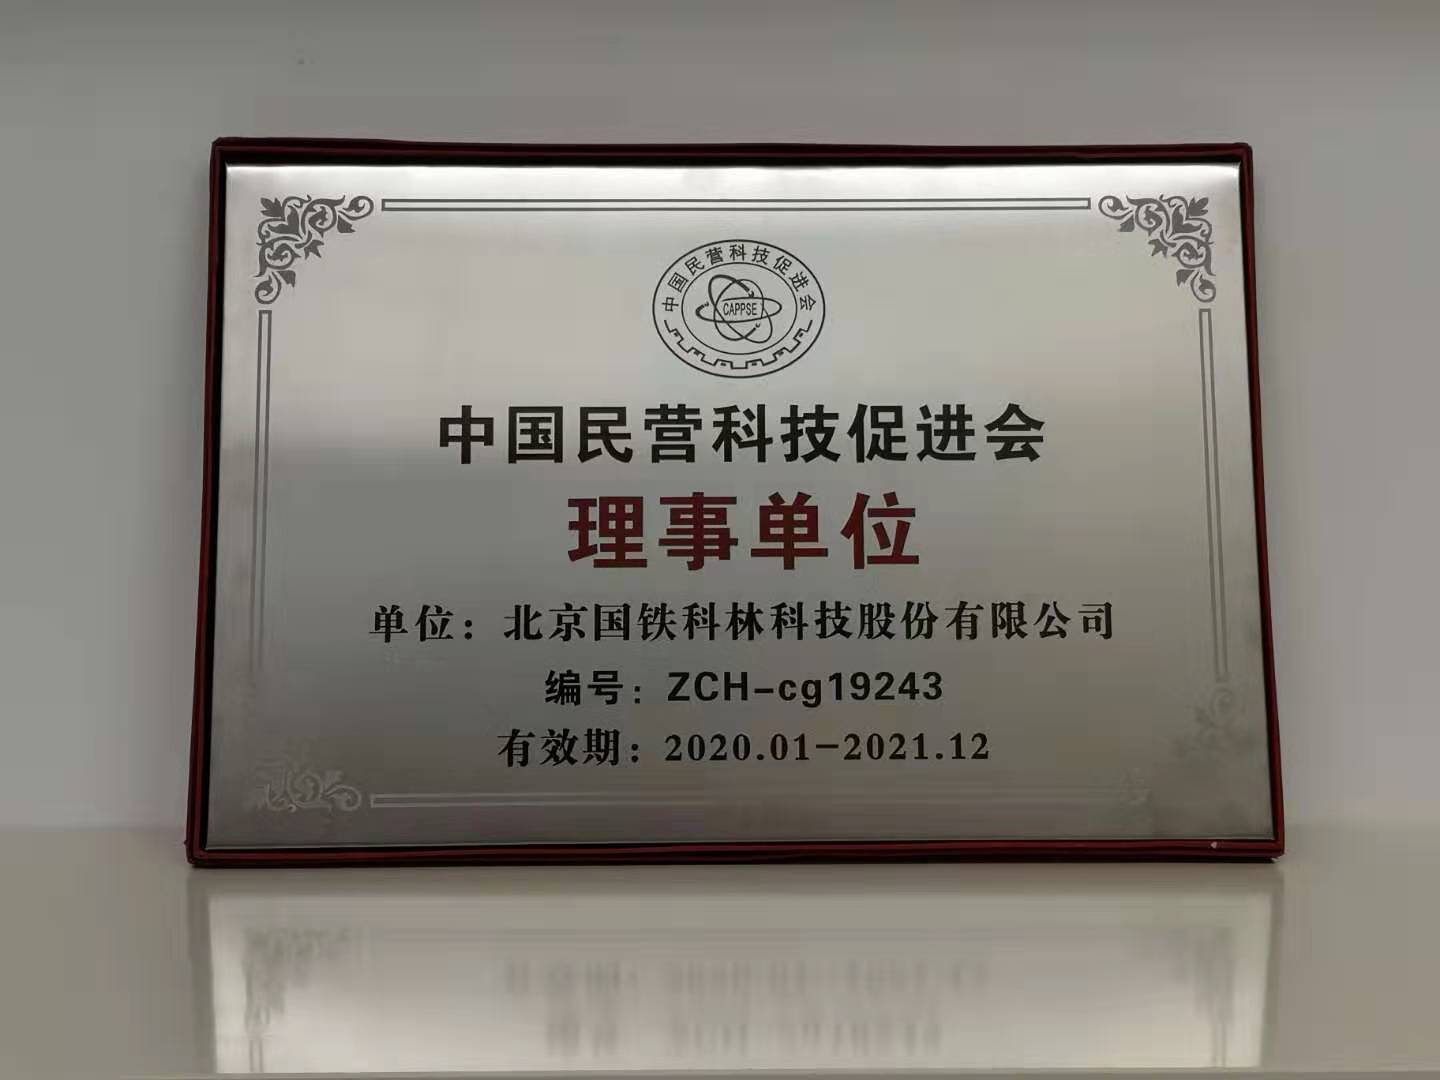 中国民营科技促进会
CAPPSE
中国民营科技促进会
理事单位
单位：北京国铁科林科技股份有限公司
编号：ZCH-cg19243
有效期：2020.01-2021.12